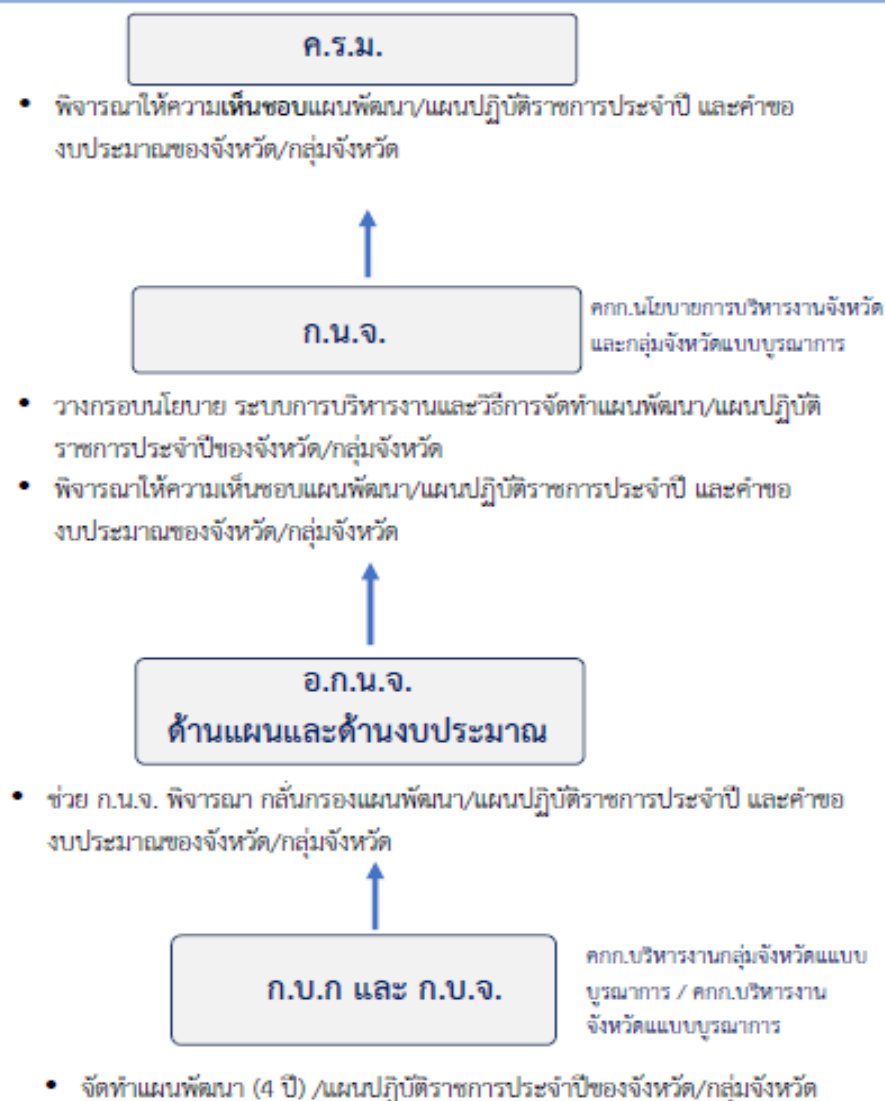 ค.ร.ม.
• พิจารณาให้ความเห็นชอบแผนพัฒนา/แผนปฏิบัติราชการประจำปี และคำขอ
งบประมาณของจังหวัด/กลุ่มจังหวัด
ก.น.จ.
คกก.นโยบายการบริหารงานจังหวัด
และกลุ่มจังหวัดแบบบูรณาการ
• วางกรอบนโยบาย ระบบการบริหารงานและวิธีการจัดทำแผนพัฒนา/แผนปฏิบัติ
ราชการประจำปีของจังหวัด/กลุ่มจังหวัด
• พิจารณาให้ความเห็นชอบแผนพัฒนา/แผนปฏิบัติราชการประจำปี และคำขอ
งบประมาณของจังหวัด/กลุ่มจังหวัด
อ.ก.น.จ.
ด้านแผนและด้านงบประมาณ
• ช่วย ก.น.จ. พิจารณา กลั่นกรองแผนพัฒนา/แผนปฏิบัติราชการประจำปี และคำขอ
งบประมาณของจังหวัด/กลุ่มจังหวัด
ก.บ.ก และ ก.บ.จ.
คกก.บริหารงานกลุ่มจังหวัดแแบบ
บูรณาการ / คกก.บริหารงาน
จังหวัดแแบบบูรณาการ
• จัดทำแผนพัฒนา (4 ปี) /แผนปฏิบัติราชการประจำปีของจังหวัด/กลุ่มจังหวัด